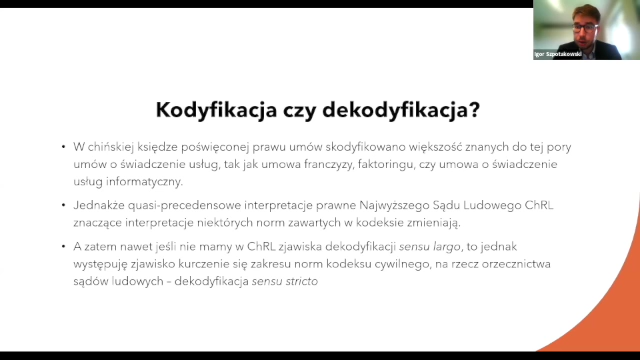 Igor Szpotakowski
Kodyfikacja czy dekodyfikacja?
• W chińskiej księdze poświęconej prawu umów skodyfikowano większość znanych do tej pory
umów o świadczenie usług, tak jak umowa franczyzy, faktoringu, czy umowa o świadczenie
usług informatyczny.
• Jednakże quasi-precedensowe interpretacje prawne Najwyższego Sądu Ludowego ChRL
znaczące interpretacje niektórych norm zawartych w kodeksie zmieniają.
• A zatem nawet jeśli nie mamy w ChRL zjawiska dekodyfikacji sensu largo, to jednak
występuję zjawisko kurczenie się zakresu norm kodeksu cywilnego, na rzecz orzecznictwa
sądów ludowych – dekodyfikacja sensu stricto